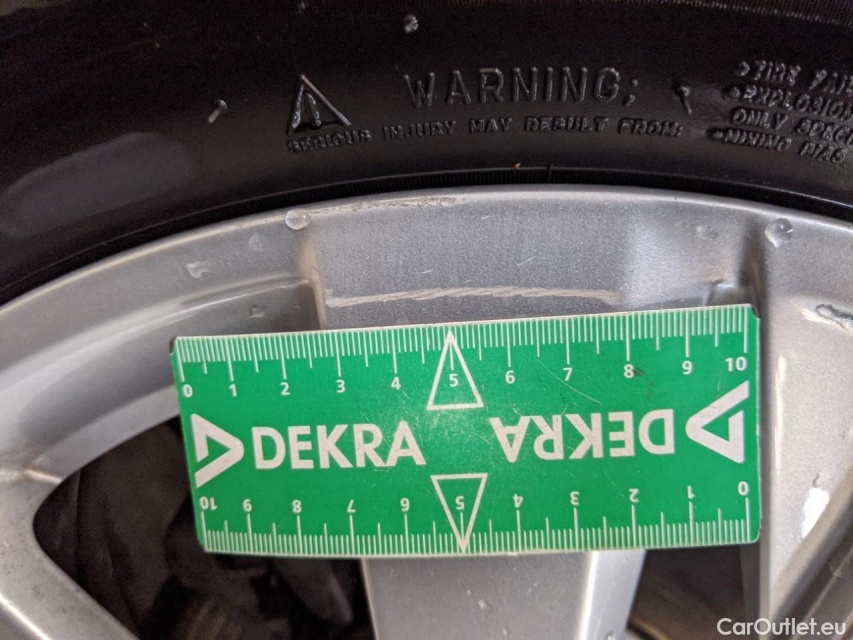 WARNING;
SERIOUS INJURY MAY RESULT FROM:
ONLY
0 1 2 3 4 5 6 7 8 9 10
DEKRA DEKRA
10 9 8 7 6 5 4 3 2 1 0
CarOutlet.eu